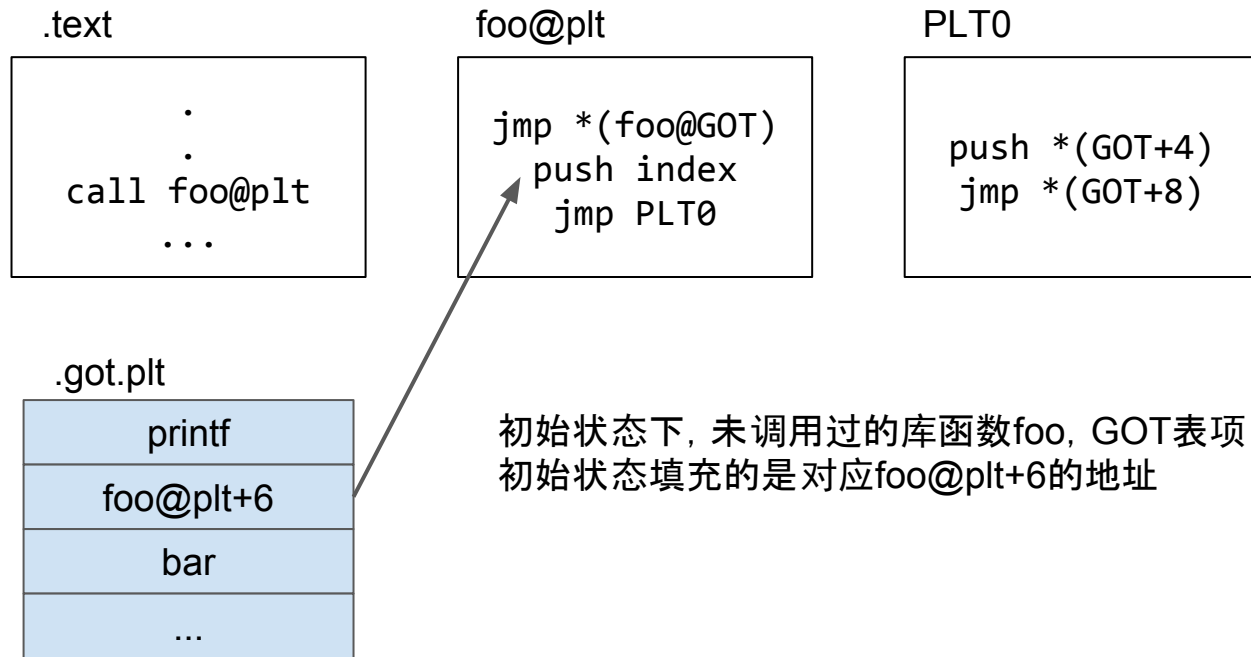 .text
.
.
call foo@plt
...
foo@plt
jmp *(foo@GOT)
push index
jmp PLT0
PLT0
push *(GOT+4)
jmp *(GOT+8)
.got.plt
printf
foo@plt+6
bar
...
初始状态下, 未调用过的库函数foo, GOT表项
初始状态填充的是对应foo@plt+6的地址